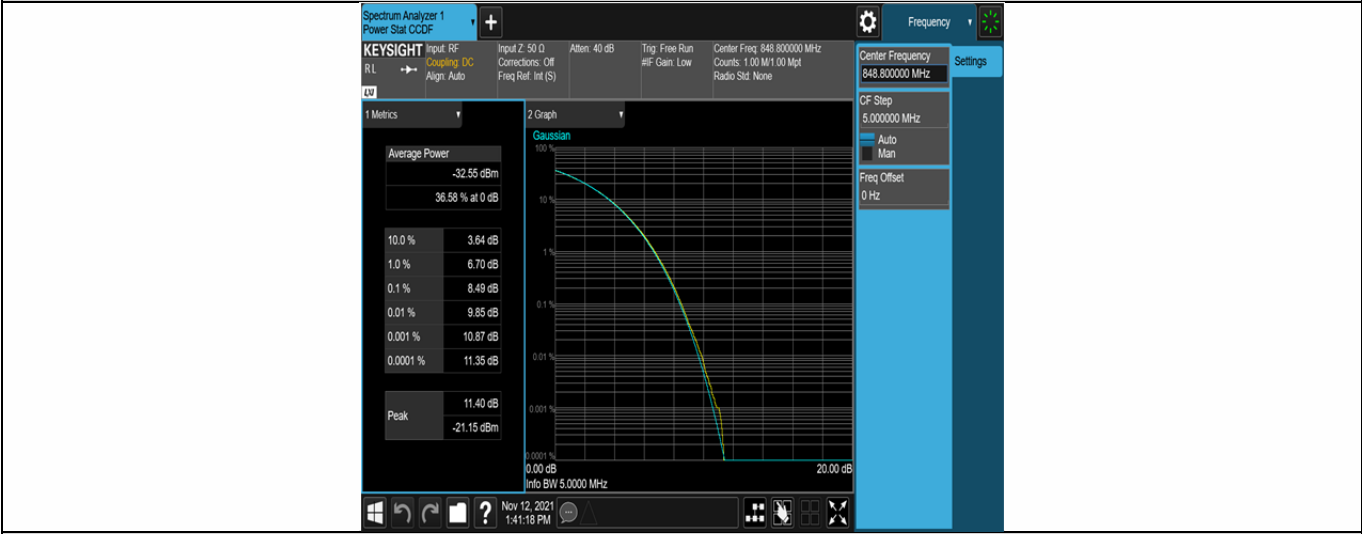 Spectrum Analyzer 1
Power Stat CCDF
+
Frequency
KEYSIGHT
RL
LXI
Input: RF
Coupling: DC
Align: Auto
Input Z: 50 Ω
Corrections: Off
Freq Ref: Int (S)
Atten: 40 dB
Trig: Free Run
#IF Gain: Low
Center Freq: 848.800000 MHz
Counts: 1.00 M/1.00 Mpt
Radio Std: None
Center Frequency
848.800000 MHz
Settings
CF Step
5.000000 MHz
Auto
Man
Freq Offset
0 Hz
1 Metrics
Average Power
-32.55 dBm
36.58 % at 0 dB
10.0 % 3.64 dB
1.0 % 6.70 dB
0.1 % 8.49 dB
0.01 % 9.85 dB
0.001 % 10.87 dB
0.0001 % 11.35 dB
Peak
11.40 dB
-21.15 dBm
2 Graph
Gaussian
100 %
10 %
1 %
0.1 %
0.01 %
0.001 %
0.0001 %
0.00 dB 20.00 dB
Info BW 5.0000 MHz
?
Nov 12, 2021
1:41:18 PM